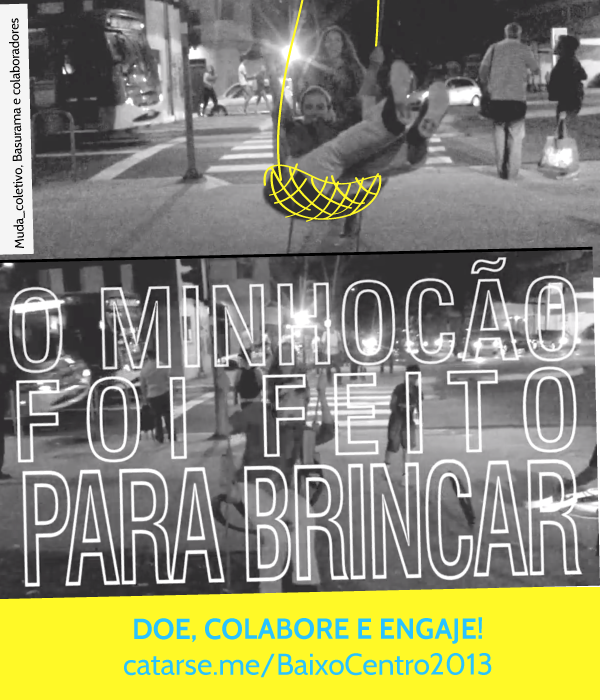 Muda_coletivo, Basurama e colaboradores
O MINHOCÃO
FOI FEITO
PARA BRINCAR
DOE, COLABORE E ENGAJE!
catarse.me/BaixoCentro2013